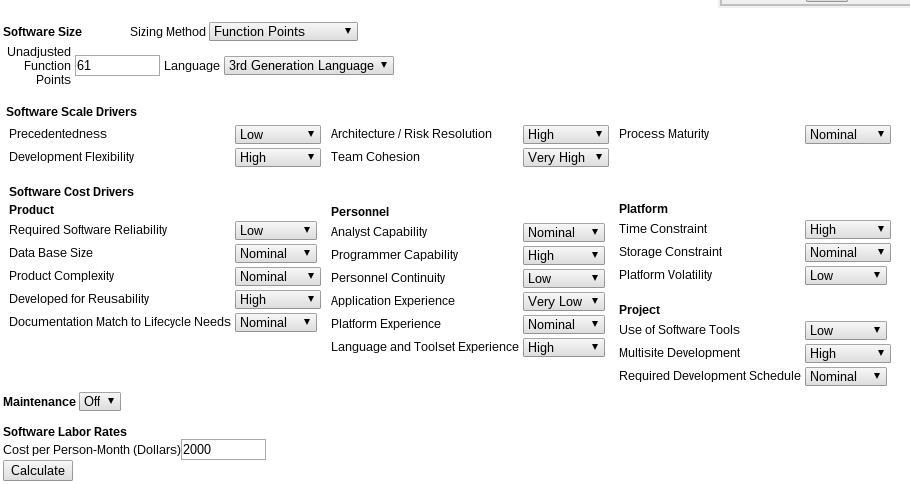 Software Size Sizing Method Function Points
Unadjusted
Function
Points 61 Language 3rd Generation Language
Software Scale Drivers
Precedentedness Low Architecture / Risk Resolution High Process Maturity Nominal
Development Flexibility High Team Cohesion Very High
Software Cost Drivers
Product
Required Software Reliability Low
Data Base Size Nominal
Product Complexity Nominal
Developed for Reusability High
Documentation Match to Lifecycle Needs Nominal
Personnel
Analyst Capability Nominal
Programmer Capability High
Personnel Continuity Low
Application Experience Very Low
Platform Experience Nominal
Language and Toolset Experience High
Platform
Time Constraint High
Storage Constraint Nominal
Platform Volatility Low
Project
Use of Software Tools Low
Multisite Development High
Required Development Schedule Nominal
Maintenance Off
Software Labor Rates
Cost per Person-Month (Dollars) 2000
Calculate